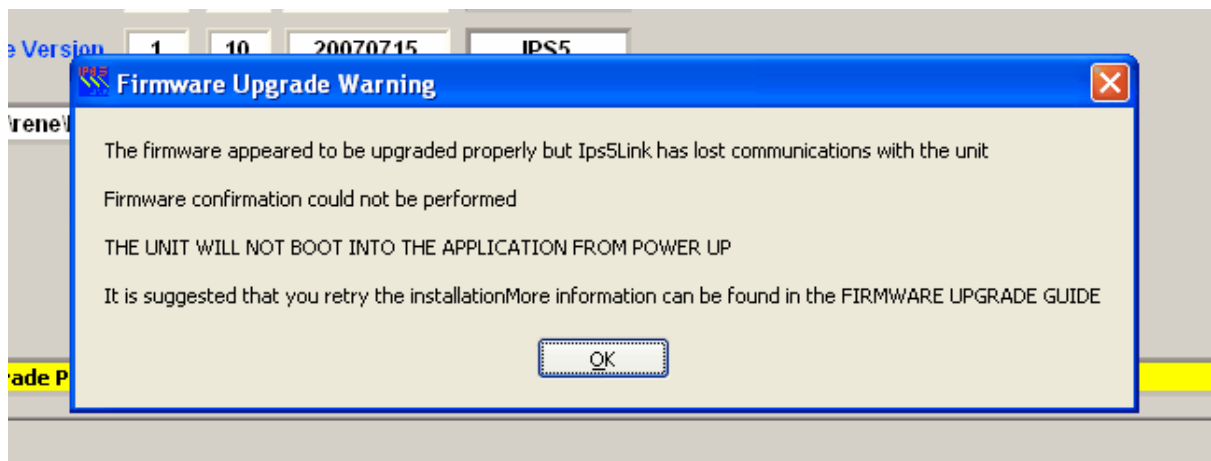 e Version 1 10 20070715 IPS5
Firmware Upgrade Warning
\rene\
The firmware appeared to be upgraded properly but Ips5Link has lost communications with the unit
Firmware confirmation could not be performed
THE UNIT WILL NOT BOOT INTO THE APPLICATION FROM POWER UP
It is suggested that you retry the installationMore information can be found in the FIRMWARE UPGRADE GUIDE
OK
rade P